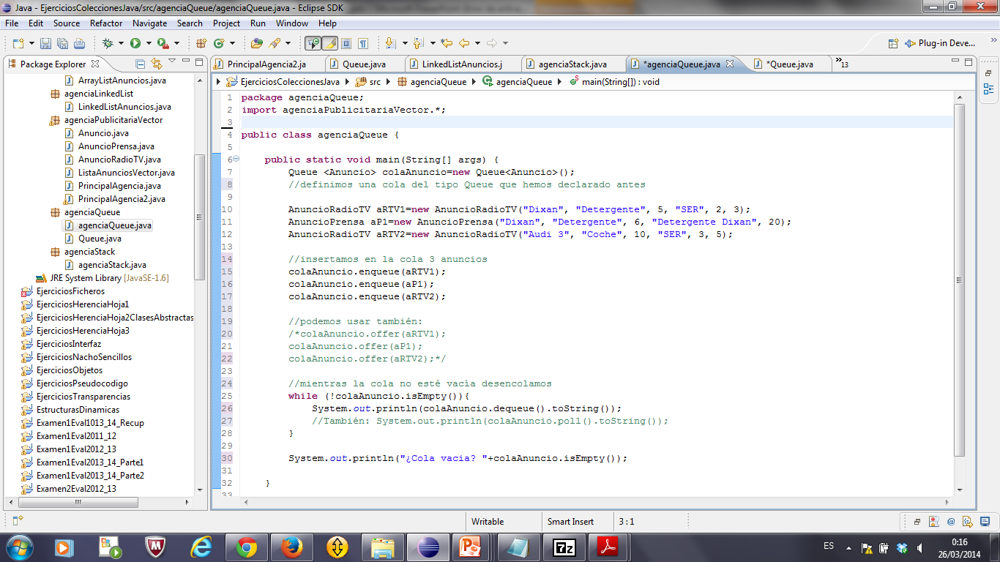 Java - EjerciciosColeccionesJava/src/agenciaQueue/agenciaQueue.java - Eclipse SDK
File Edit Source Refactor Navigate Search Project Run Window Help
Plug-in Deve...
Package Explorer
PrincipalAgencia2.ja Queue.java LinkedListAnuncios.j agenciaStack.java *agenciaQueue.java *Queue.java 13
EjerciciosColeccionesJava src agenciaQueue agenciaQueue main(String[]) : void
ArrayListAnuncios.java
agenciaLinkedList
LinkedListAnuncios.java
agenciaPublicitariaVector
Anuncio.java
AnuncioPrensa.java
AnuncioRadioTV.java
ListaAnunciosVector.java
PrincipalAgencia.java
PrincipalAgencia2.java
agenciaQueue
agenciaQueue.java
Queue.java
agenciaStack
agenciaStack.java
JRE System Library [JavaSE-1.6]
EjerciciosFicheros
EjerciciosHerenciaHoja1
EjerciciosHerenciaHoja2ClasesAbstractas
EjerciciosHerenciaHoja3
EjerciciosInterfaz
EjerciciosNachoSencillos
EjerciciosObjetos
EjerciciosPseudocodigo
EjerciciosTransparencias
EstructurasDinamicas
Examen1Eval1013_14_Recup
Examen1Eval2011_12
Examen1Eval2012_13
Examen1Eval2013_14_Parte1
Examen1Eval2013_14_Parte2
Examen2Eval2012_13
1 package agenciaQueue;
2 import agenciaPublicitariaVector.*;
3
4 public class agenciaQueue {
5
6 public static void main(String[] args) {
7 Queue <Anuncio> colaAnuncio=new Queue<Anuncio>();
8 //definimos una cola del tipo Queue que hemos declarado antes
9
10 AnuncioRadioTV aRTV1=new AnuncioRadioTV("Dixan", "Detergente", 5, "SER", 2, 3);
11 AnuncioPrensa aP1=new AnuncioPrensa("Dixan", "Detergente", 6, "Detergente Dixan", 20);
12 AnuncioRadioTV aRTV2=new AnuncioRadioTV("Audi 3", "Coche", 10, "SER", 3, 5);
13
14 //insertamos en la cola 3 anuncios
15 colaAnuncio.enqueue(aRTV1);
16 colaAnuncio.enqueue(aP1);
17 colaAnuncio.enqueue(aRTV2);
18
19 //podemos usar también:
20 /*colaAnuncio.offer(aRTV1);
21 colaAnuncio.offer(aP1);
22 colaAnuncio.offer(aRTV2);*/
23
24 //mientras la cola no esté vacía desencolamos
25 while (!colaAnuncio.isEmpty()){
26 System.out.println(colaAnuncio.dequeue().toString());
27 //También: System.out.println(colaAnuncio.poll().toString());
28 }
29
30 System.out.println("¿Cola vacia? "+colaAnuncio.isEmpty());
31
32 }
33
Writable Smart Insert 3 : 1
ES 0:16
26/03/2014